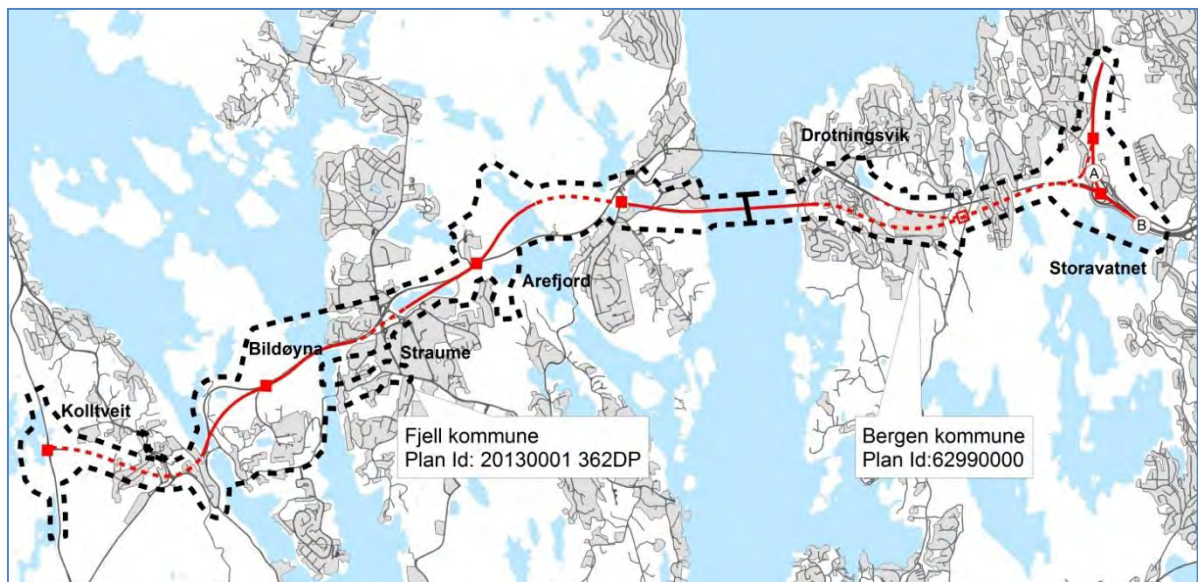 Drotningsvik
A
B
Storavatnet
Arefjord
Bildøyna
Straume
Kolltveit
Fjell kommune
Plan Id: 20130001 362DP
Bergen kommune
Plan Id:62990000